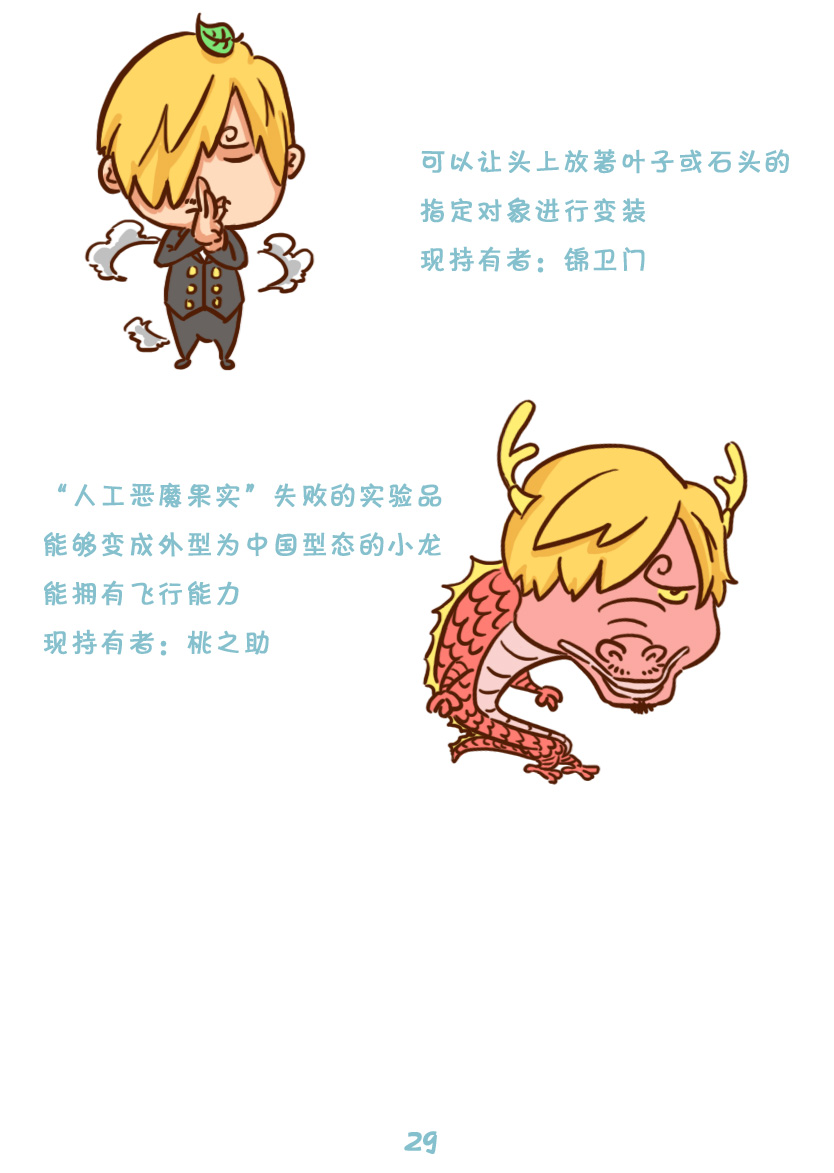 可以让头上放著叶子或石头的
指定对象进行变装
现持有者：锦卫门
“人工恶魔果实”失败的实验品
能够变成外型为中国型态的小龙
能拥有飞行能力
现持有者：桃之助
29